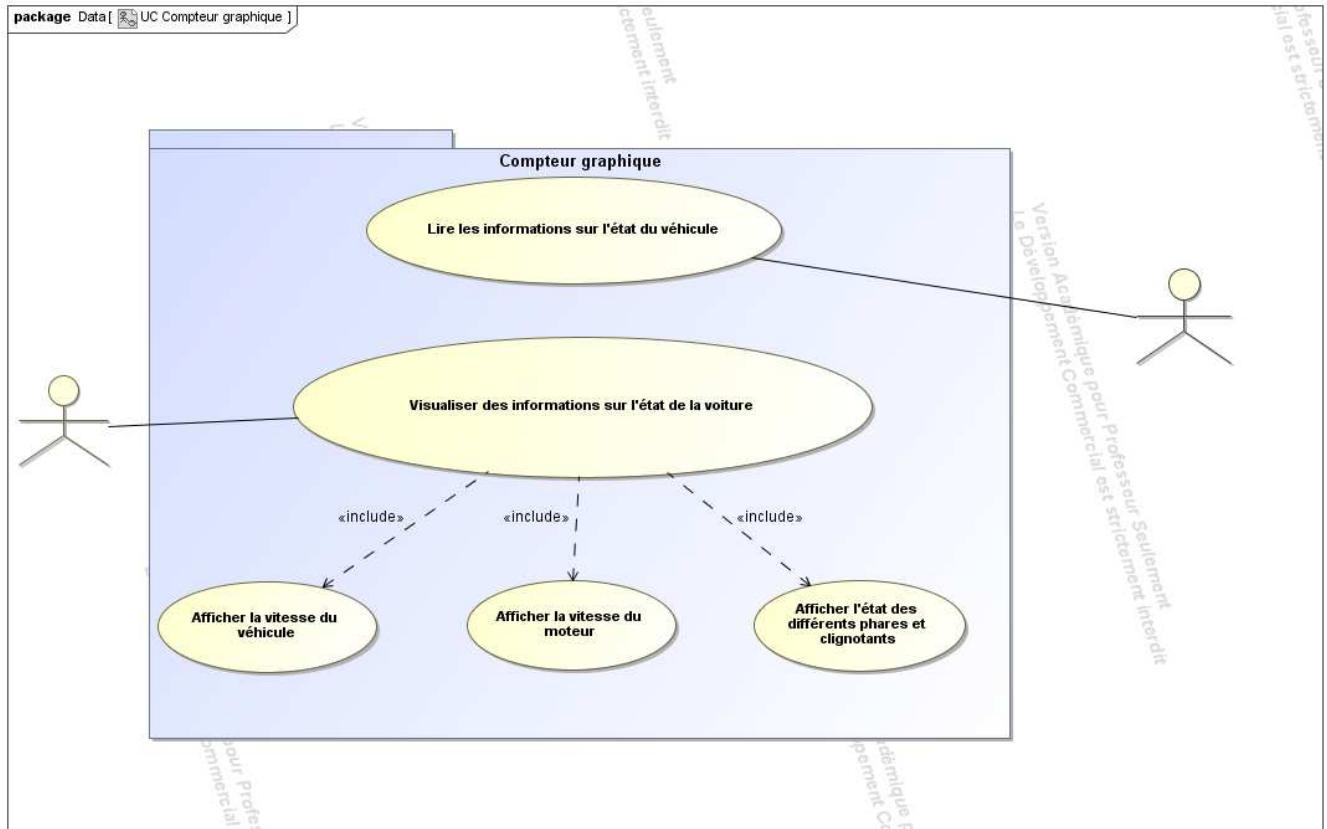 package Data [ UC Compteur graphique ]
Compteur graphique
Lire les informations sur l'état du véhicule
Visualiser des informations sur l'état de la voiture
«include»
«include»
«include»
Afficher la vitesse du
véhicule
Afficher la vitesse du
moteur
Afficher l'état des
différents phares et
clignotants
Version Académique pour Professeur Seulement
Le Développement Commercial est strictement interdit